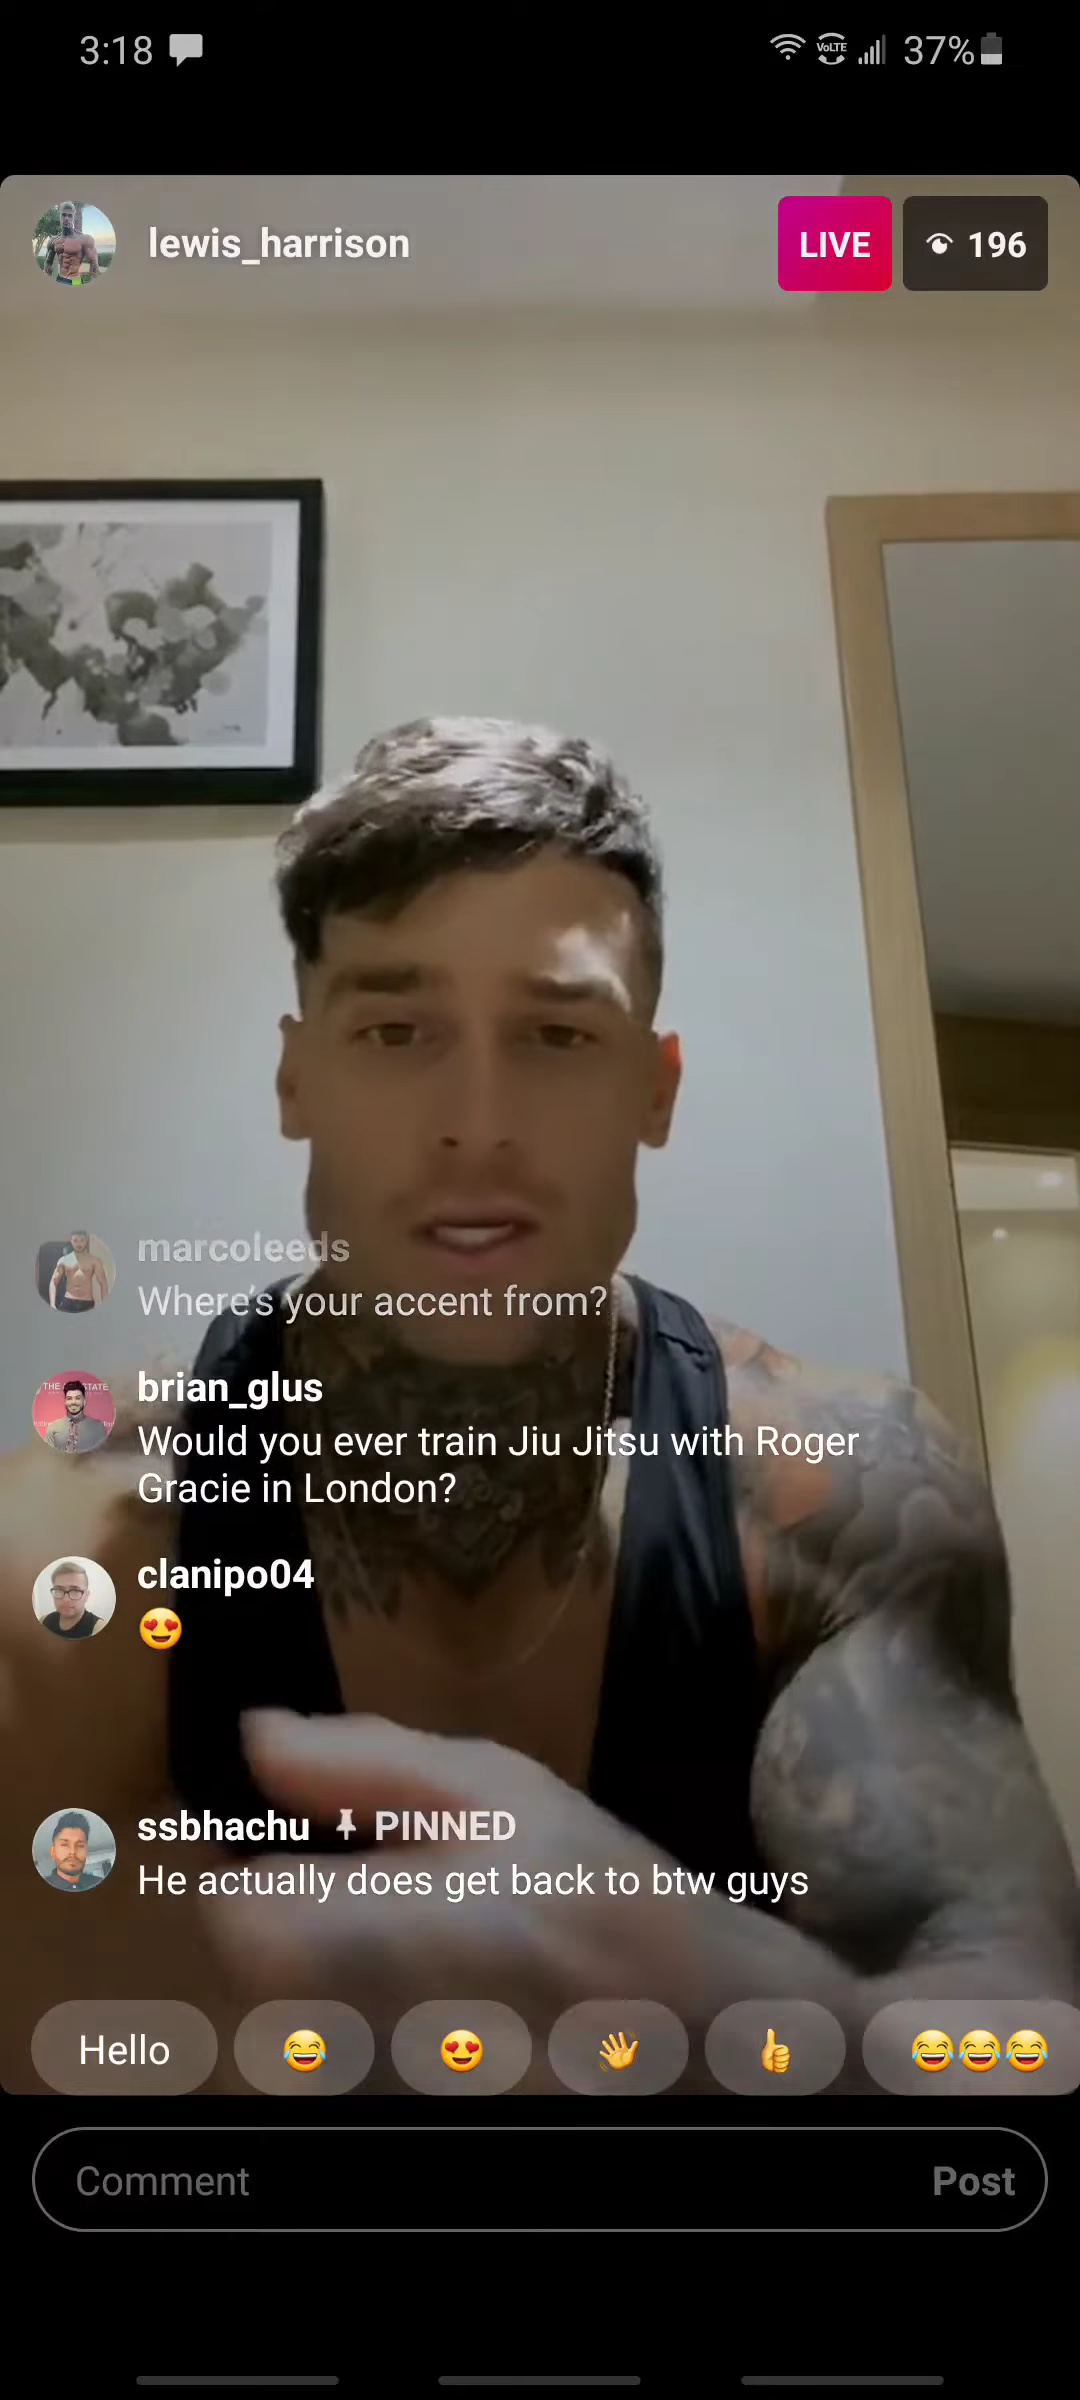 3:18
VoLTE
37%
lewis_harrison
LIVE
196
marcoleeds
Where's your accent from?
brian_glus
Would you ever train Jiu Jitsu with Roger
Gracie in London?
clanipo04
😍
ssbhachu PINNED
He actually does get back to btw guys
Hello 😂 😍 👋 👍 😂😂😂
Comment
Post